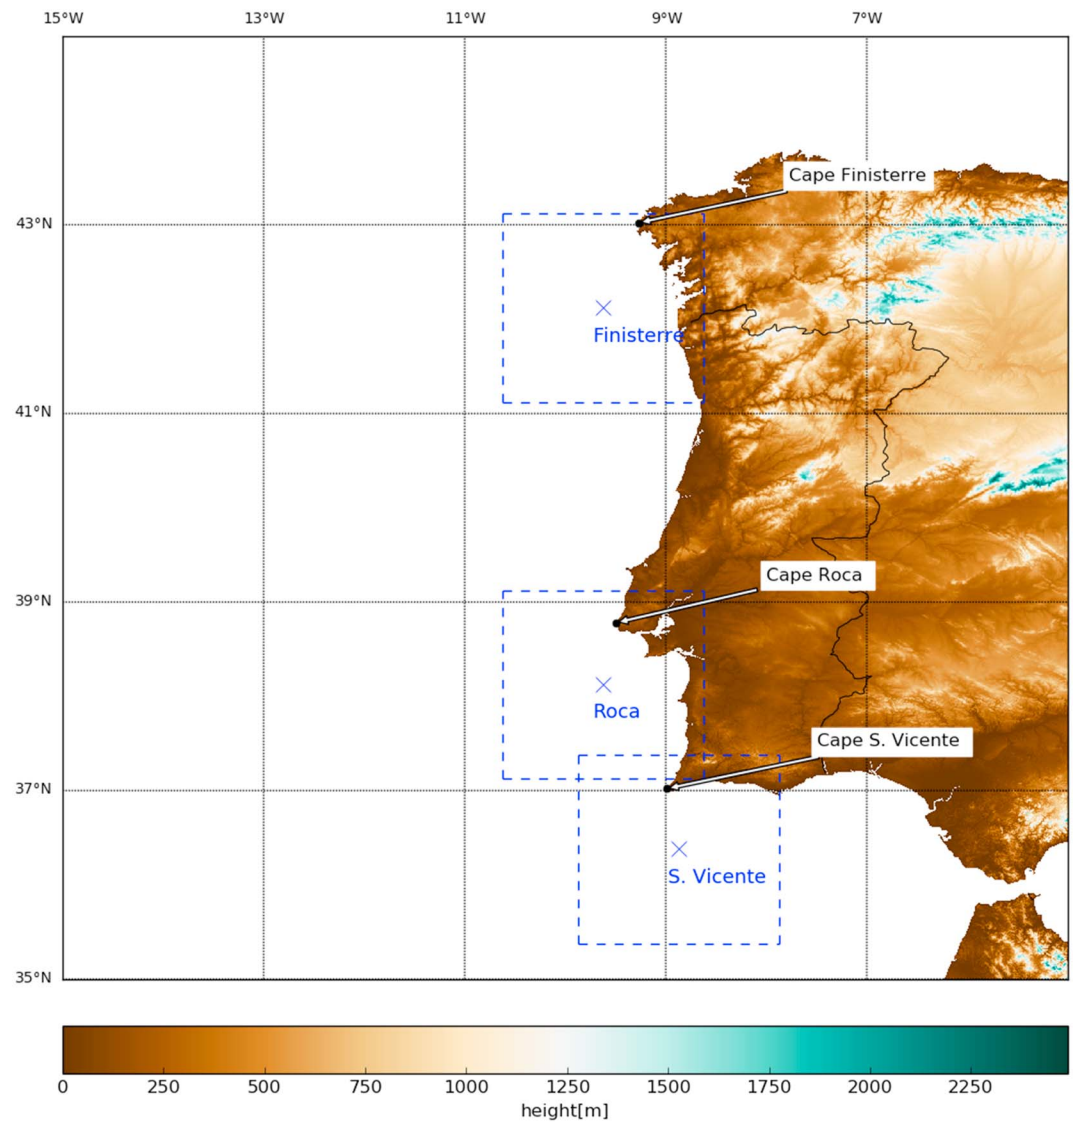 15°W 13°W 11°W 9°W 7°W
Cape Finisterre
43°N
Finisterre
41°N
Cape Roca
39°N
Roca
Cape S. Vicente
37°N
S. Vicente
35°N
0 250 500 750 1000 1250 1500 1750 2000 2250
height[m]